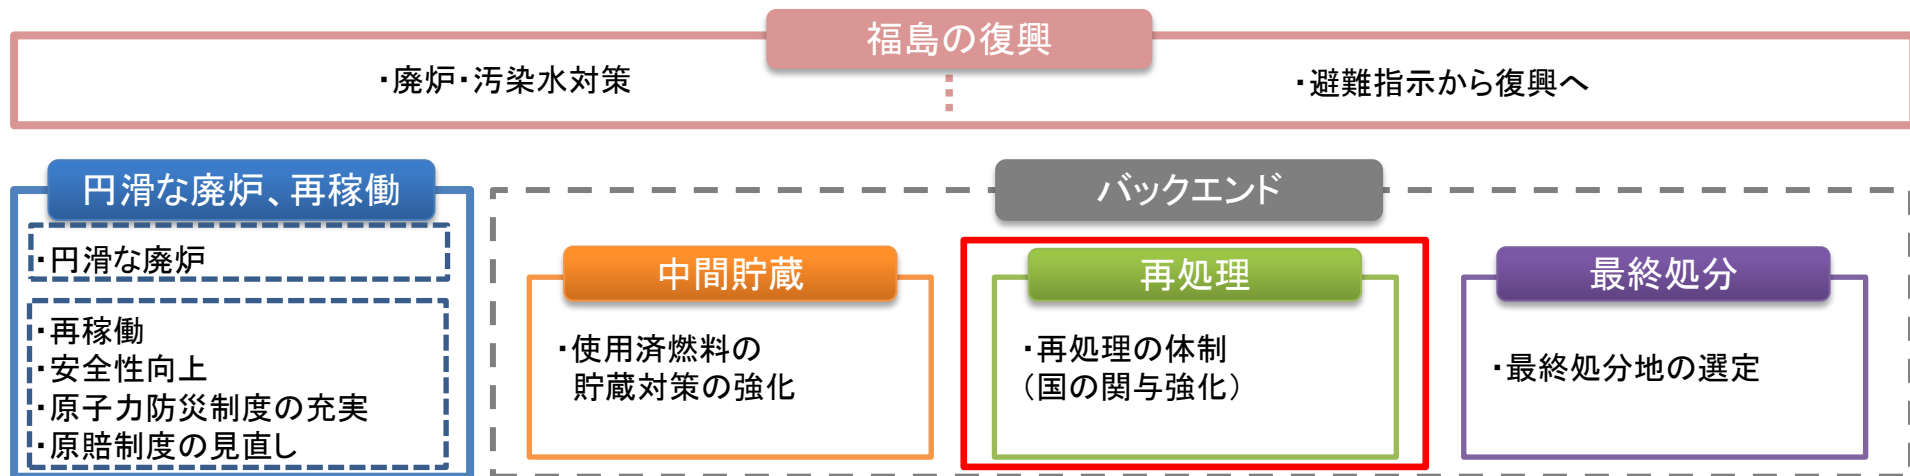 福島の復興
・廃炉・汚染水対策
・避難指示から復興へ
円滑な廃炉、再稼働
・円滑な廃炉
・再稼働
・安全性向上
・原子力防災制度の充実
・原賠制度の見直し
バックエンド
中間貯蔵
・使用済燃料の
貯蔵対策の強化
再処理
・再処理の体制
（国の関与強化）
最終処分
・最終処分地の選定